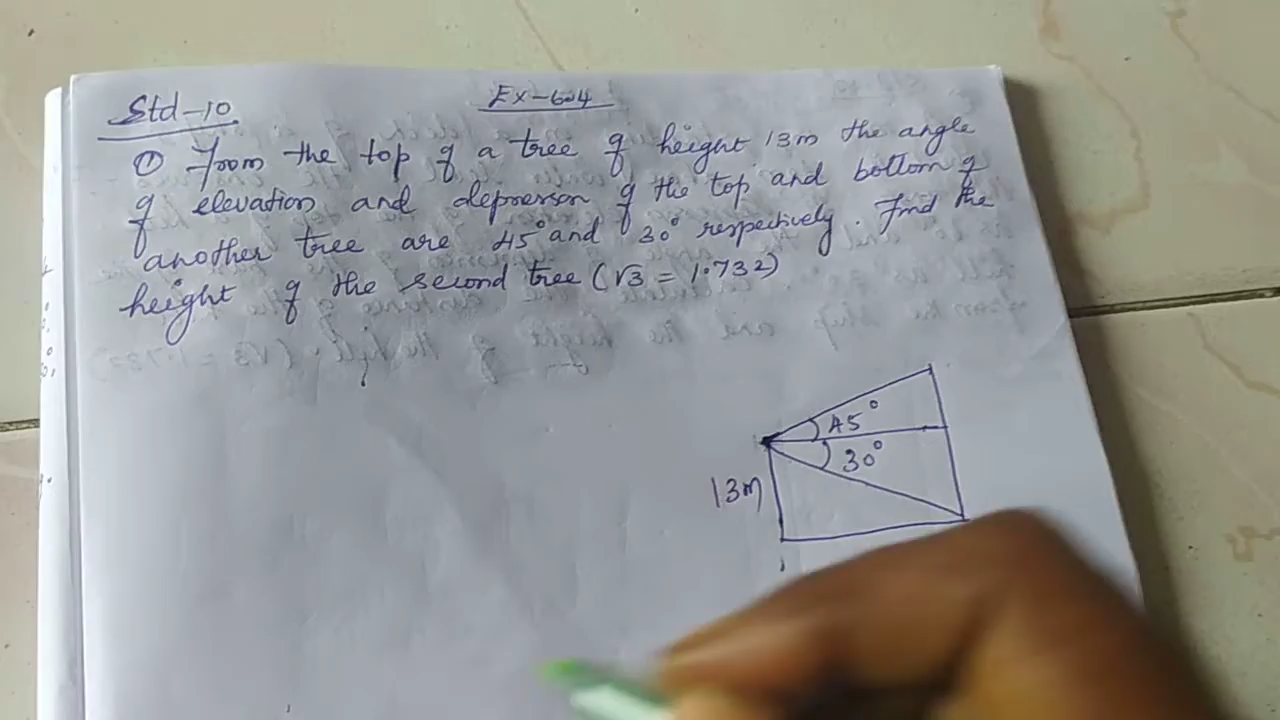 Std-10
Ex-6.4
① From the top of a tree of height 13m the angle
of elevation and depression of the top and bottom of
another tree are 45° and 30° respectively. Find the
height of the second tree (√3 = 1.732)
45°
30°
13m